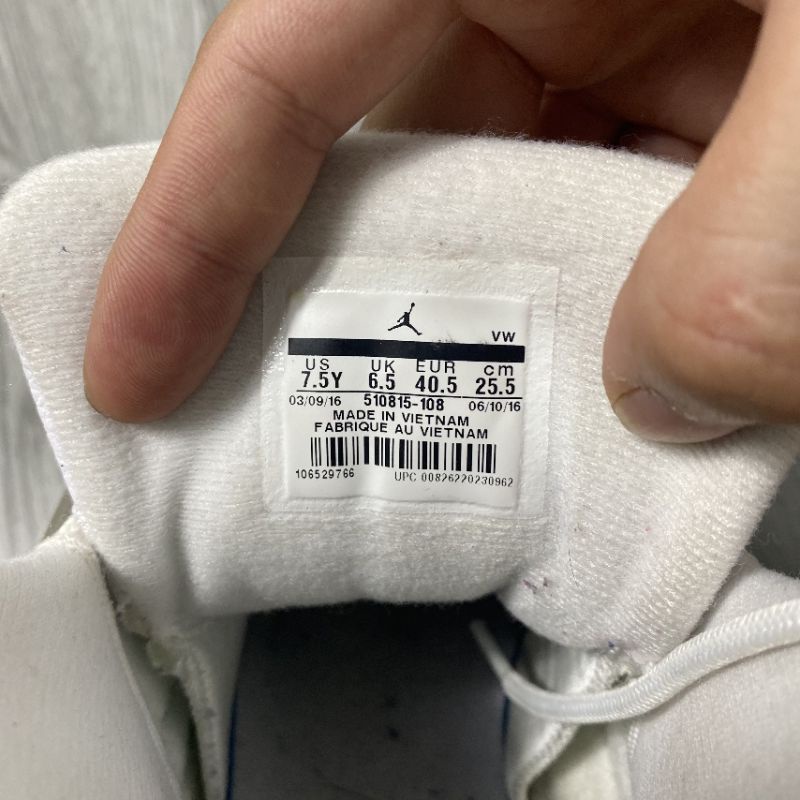 VW
US UK EUR cm
7.5Y 6.5 40.5 25.5
03/09/16 510815-108 06/10/16
MADE IN VIETNAM
FABRIQUE AU VIETNAM
106529766 UPC 00826220230962